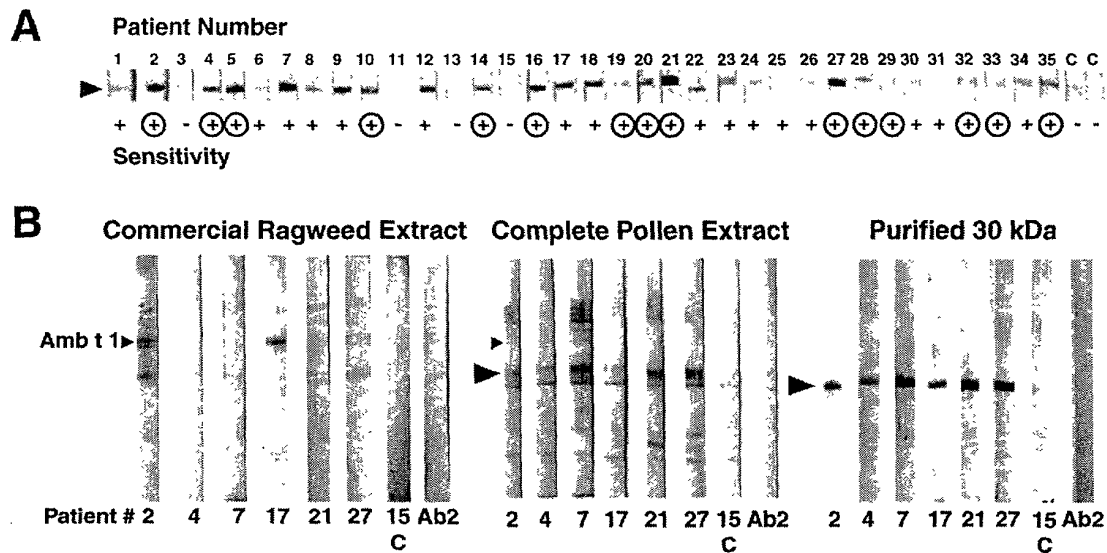 A
Patient Number
1 2 3 4 5 6 7 8 9 10 11 12 13 14 15 16 17 18 19 20 21 22 23 24 25 26 27 28 29 30 31 32 33 34 35 C C
+ ⊕ - ⊕ ⊕ + + + + ⊕ - + - ⊕ - ⊕ + + ⊕ ⊕ ⊕ + + + + + ⊕ ⊕ ⊕ + + ⊕ ⊕ + ⊕ - -
Sensitivity
B
Commercial Ragweed Extract Complete Pollen Extract Purified 30 kDa
Amb t 1
Patient # 2 4 7 17 21 27 15 Ab2 2 4 7 17 21 27 15 Ab2 2 4 7 17 21 27 15 Ab2
C C C